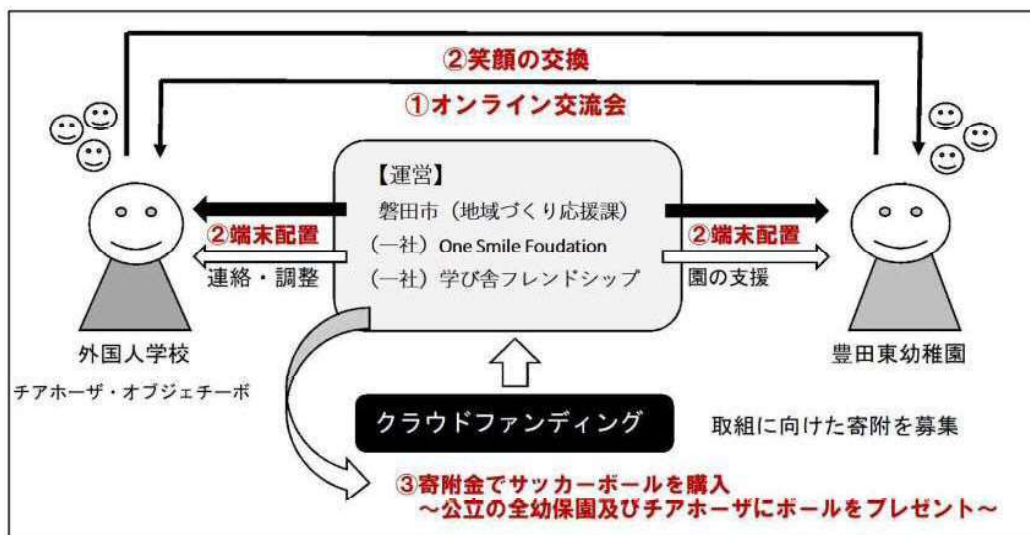 ②笑顔の交換
①オンライン交流会
【運営】
磐田市（地域づくり応援課）
（一社）One Smile Foudation
（一社）学び舎フレンドシップ
②端末配置
連絡・調整
②端末配置
園の支援
外国人学校
チアホーザ・オブジェチーボ
豊田東幼稚園
クラウドファンディング
取組に向けた寄附を募集
③寄附金でサッカーボールを購入
～公立の全幼保園及びチアホーザにボールをプレゼント～